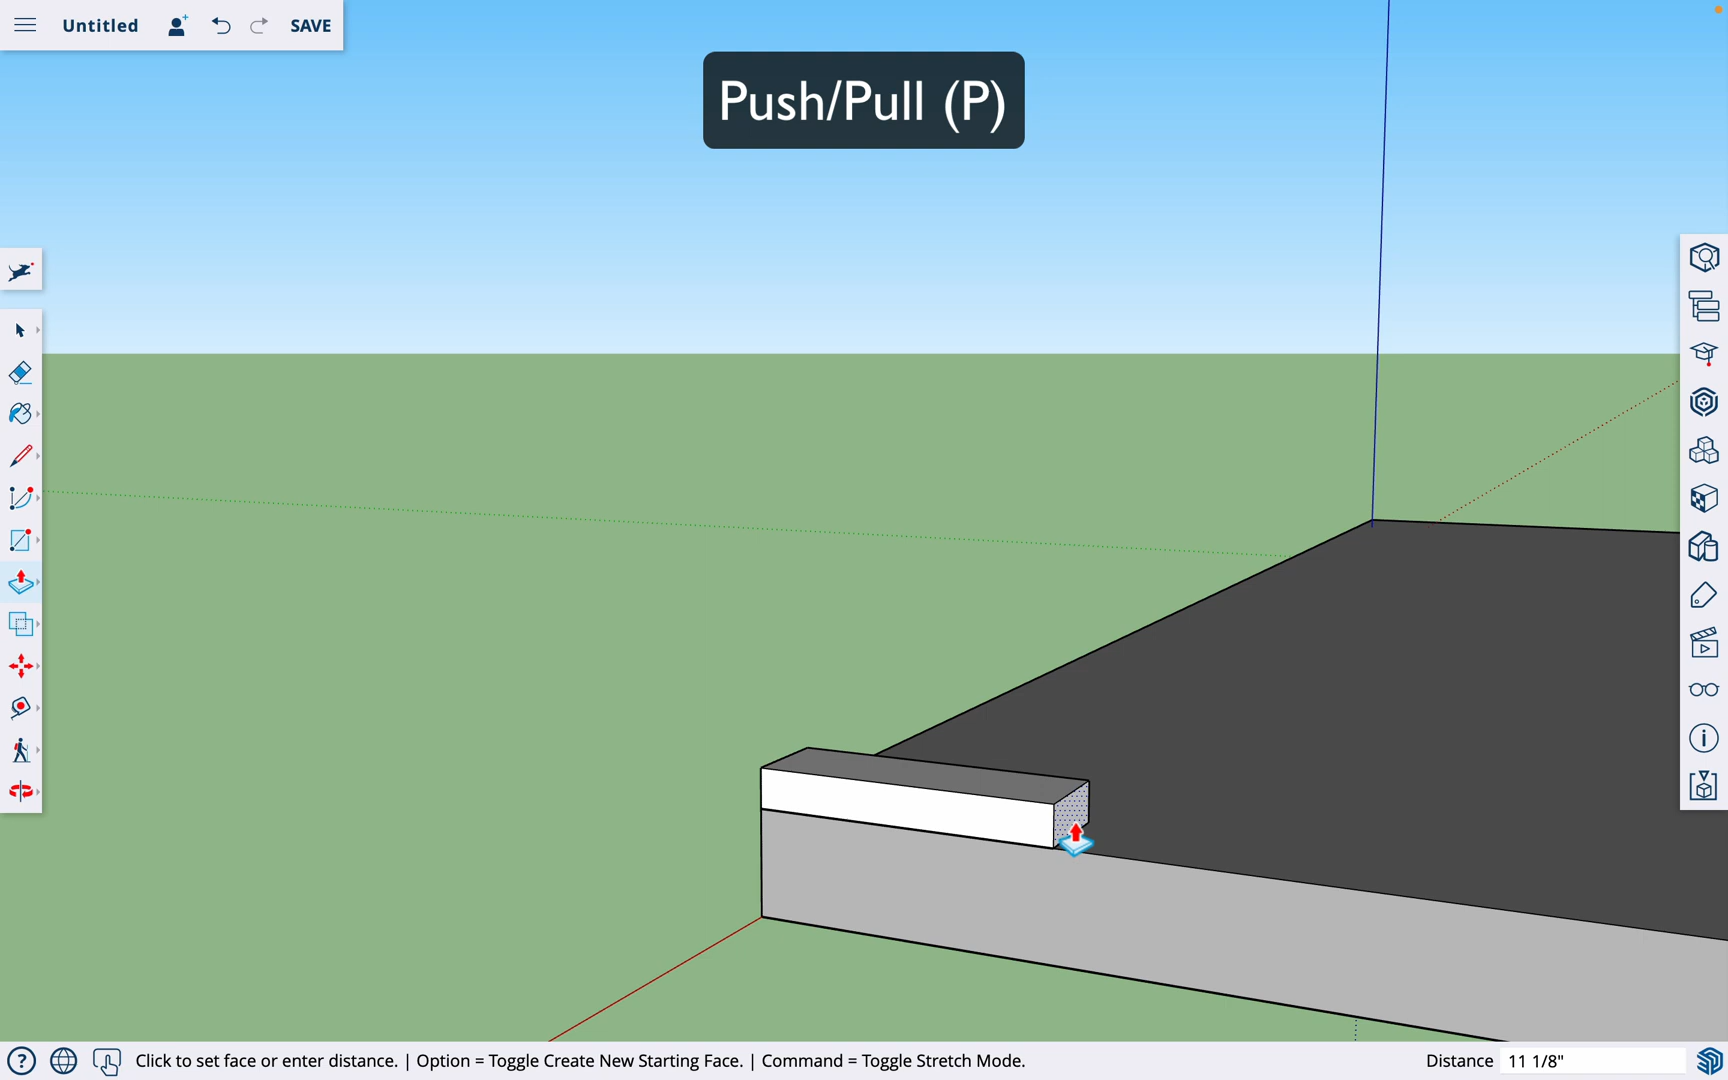 Untitled
SAVE
Push/Pull (P)
Click to set face or enter distance. | Option = Toggle Create New Starting Face. | Command = Toggle Stretch Mode.
Distance 11 1/8"